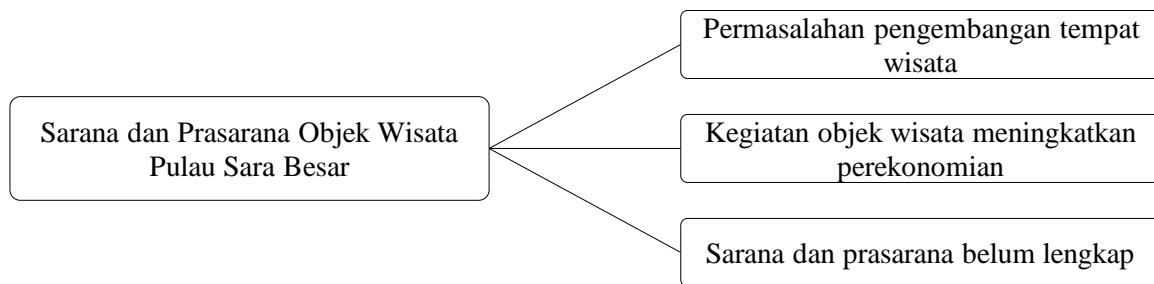 Sarana dan Prasarana Objek Wisata
Pulau Sara Besar
Permasalahan pengembangan tempat
wisata
Kegiatan objek wisata meningkatkan
perekonomian
Sarana dan prasarana belum lengkap